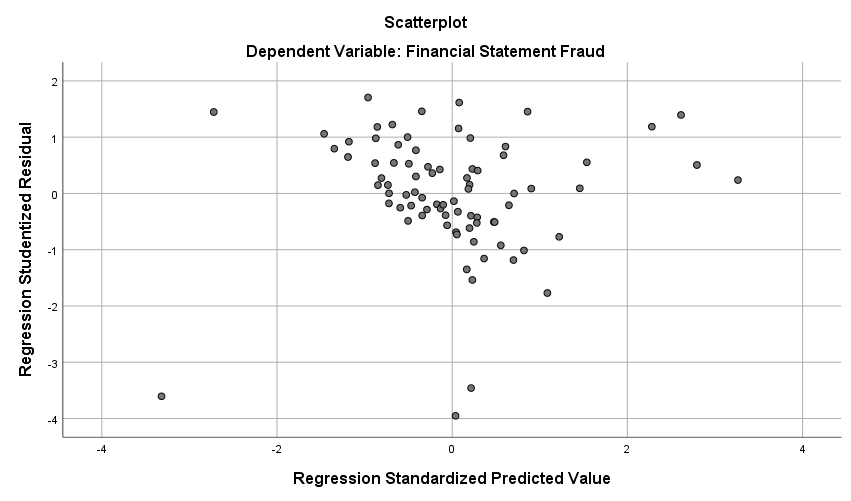 Scatterplot
Dependent Variable: Financial Statement Fraud
Regression Studentized Residual
2
1
0
-1
-2
-3
-4
-4 -2 0 2 4
Regression Standardized Predicted Value